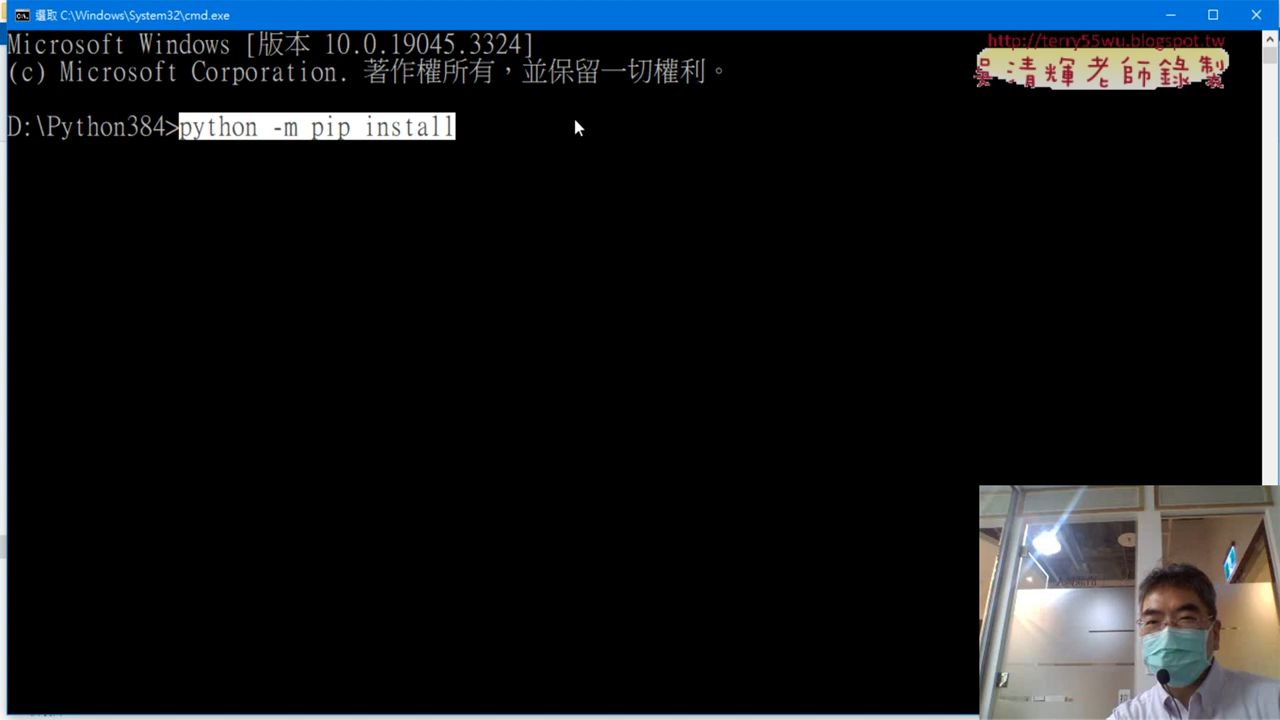 選取 C:\Windows\System32\cmd.exe
Microsoft Windows [版本 10.0.19045.3324]
(c) Microsoft Corporation. 著作權所有，並保留一切權利。
D:\Python384>python -m pip install
http://terry55wu.blogspot.tw
吳清輝老師錄製